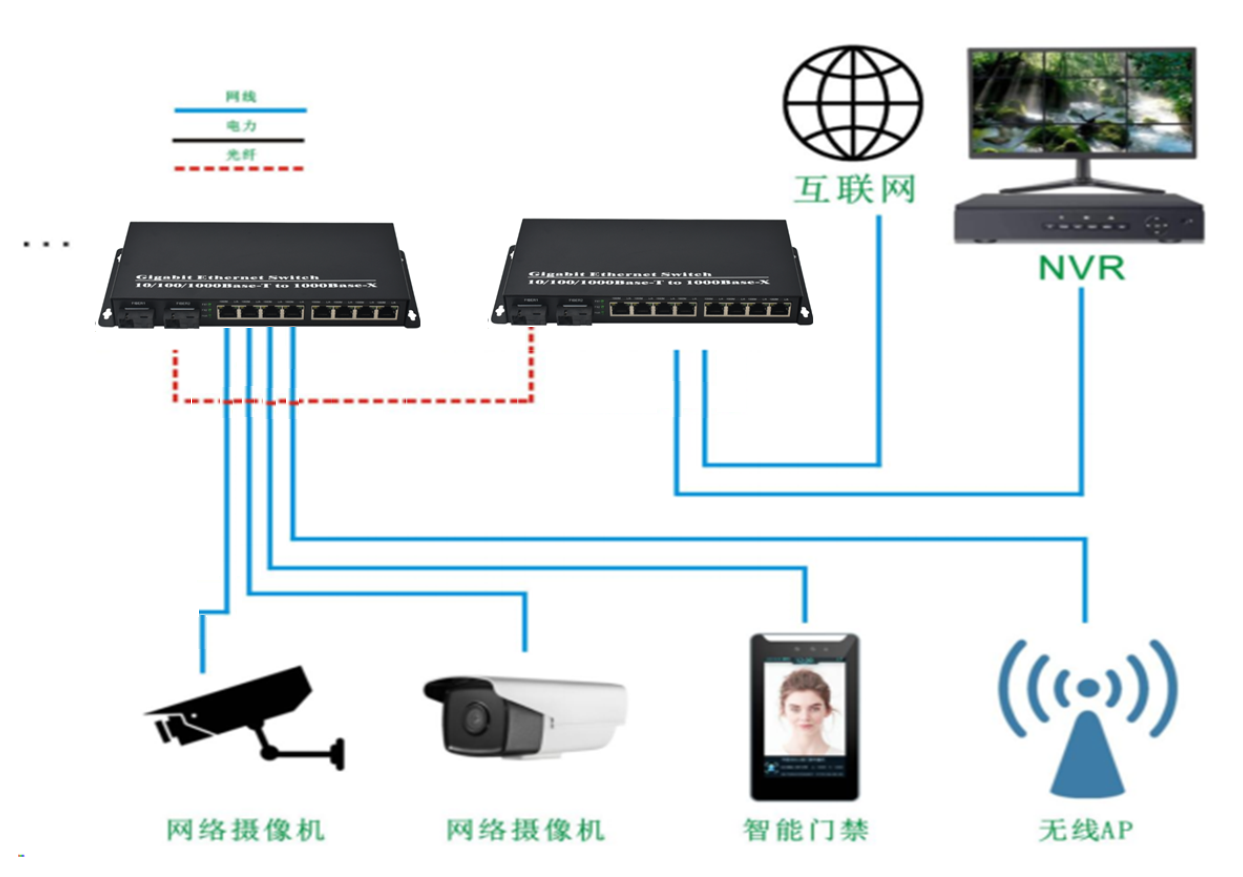 网线
电力
光纤
互联网
...
Gigabit Ethernet Switch
10/100/1000Base-T to 1000Base-X
Gigabit Ethernet Switch
10/100/1000Base-T to 1000Base-X
NVR
网络摄像机
网络摄像机
智能门禁
无线AP